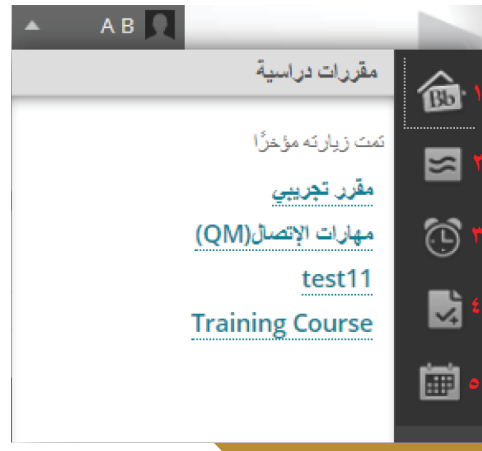 A B
مقررات دراسية
تمت زيارته مؤخرًا
مقرر تجريبي
مهارات الإتصال(QM)
test11
Training Course
Bb ١
٢
٣
٤
٥